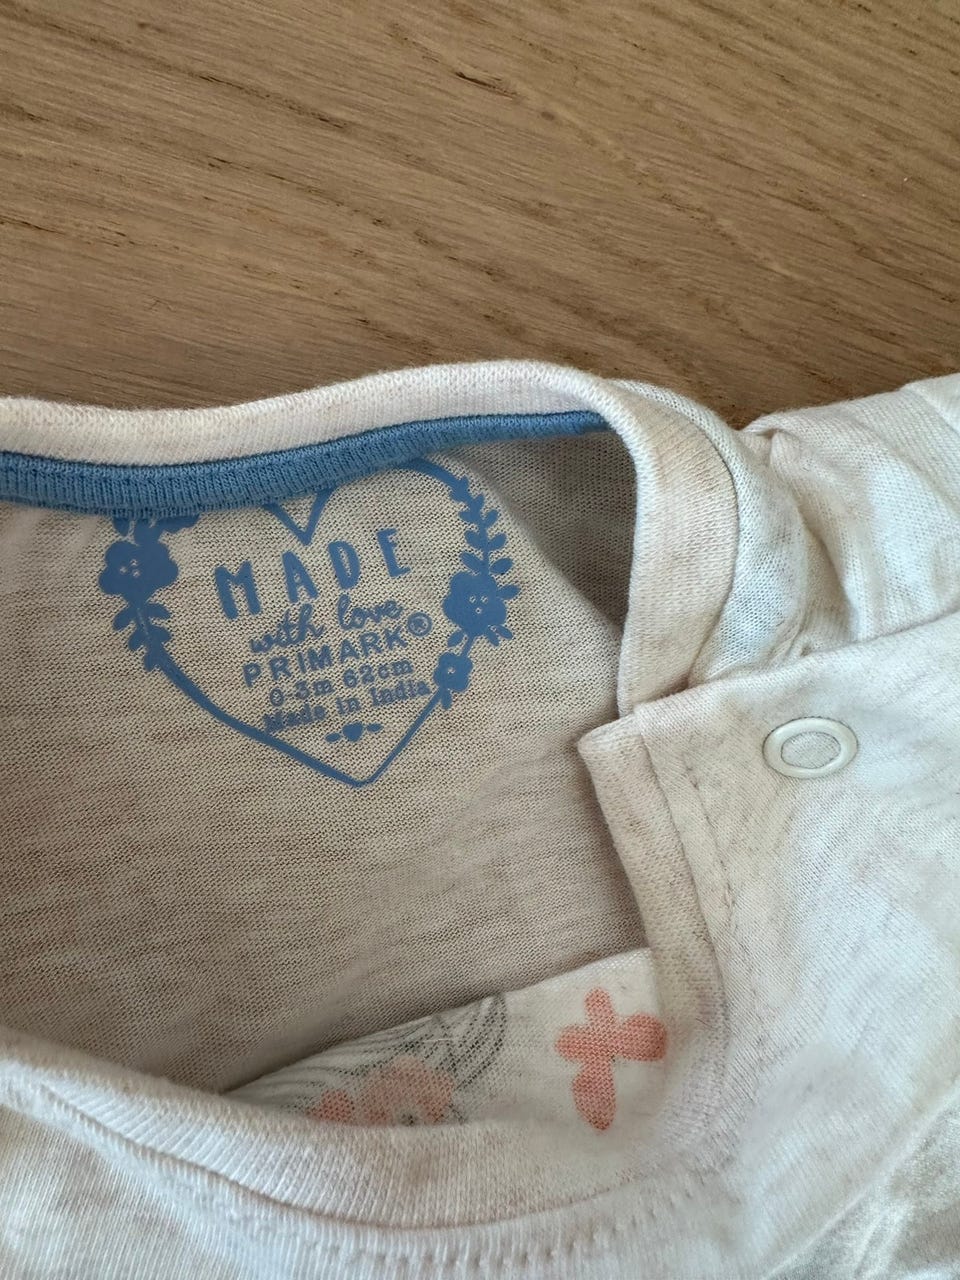 MADE
with love
PRIMARK®
0-3m 62cm
Made in India